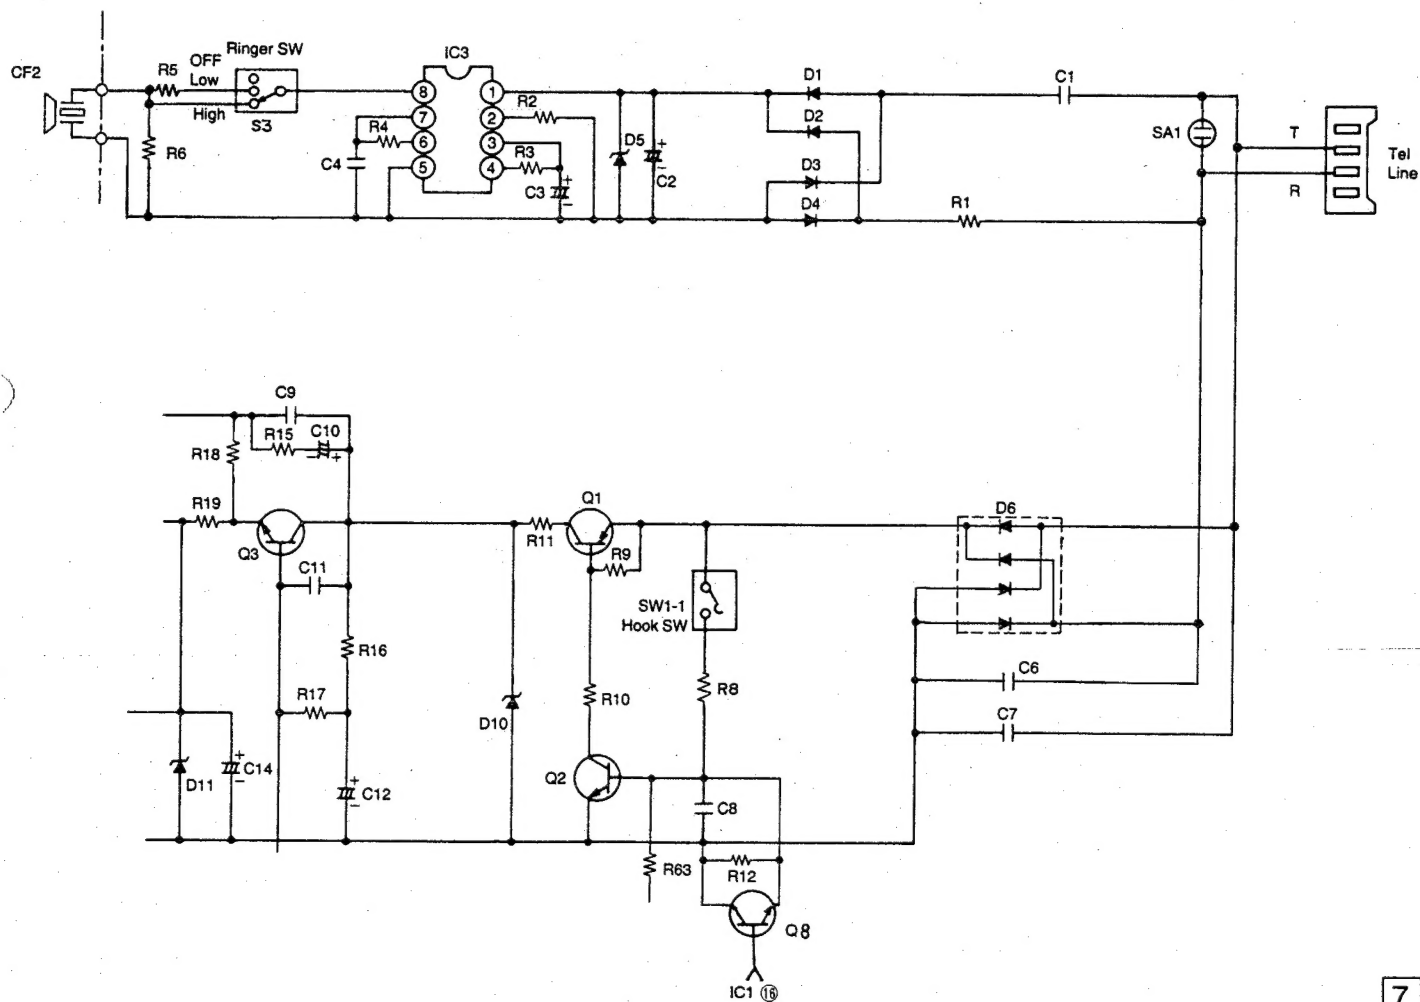 Ringer SW
IC3
CF2
R5
OFF
Low
High
S3
R6
8
7
6
5
1
2
3
4
R4
C4
R2
R3
C3
+
-
D5
+
-
C2
D1
D2
D3
D4
C1
R1
SA1
T
R
Tel
Line
C9
R15
C10
-
+
R18
R19
Q3
C11
R16
R17
D11
+
-
C14
+
-
C12
Q1
R11
R9
D10
R10
Q2
SW1-1
Hook SW
R8
C8
R63
R12
Q8
IC1 ⑯
D6
C6
C7
7